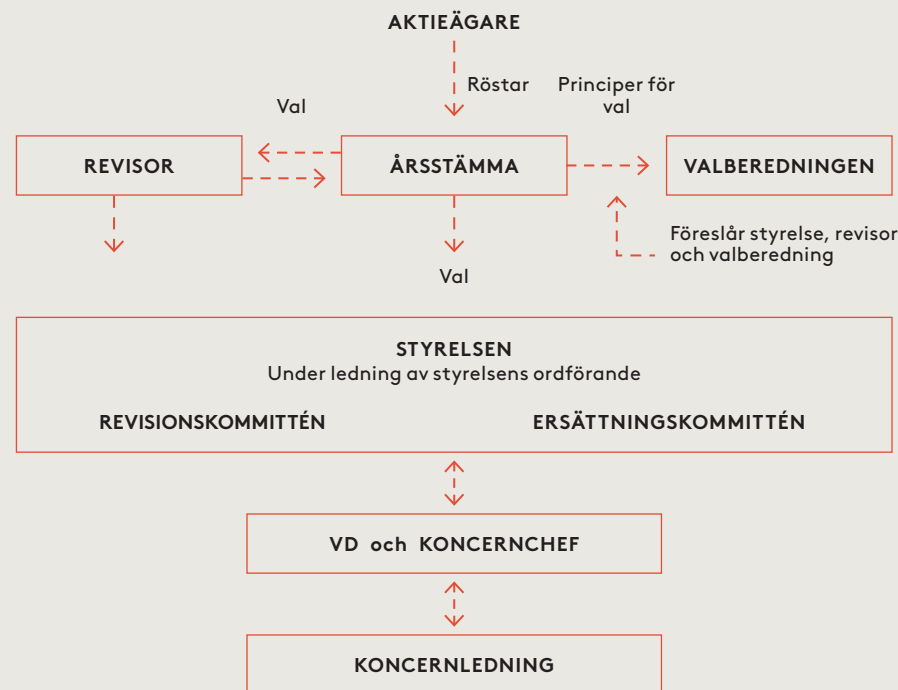 AKTIEÄGARE
Röstar
Principer för
val
Val
REVISOR
ÅRSSTÄMMA
VALBEREDNINGEN
Föreslår styrelse, revisor
och valberedning
Val
STYRELSEN
Under ledning av styrelsens ordförande
REVISIONSKOMMITTÉN
ERSÄTTNINGSKOMMITTÉN
VD och KONCERNCHEF
KONCERNLEDNING